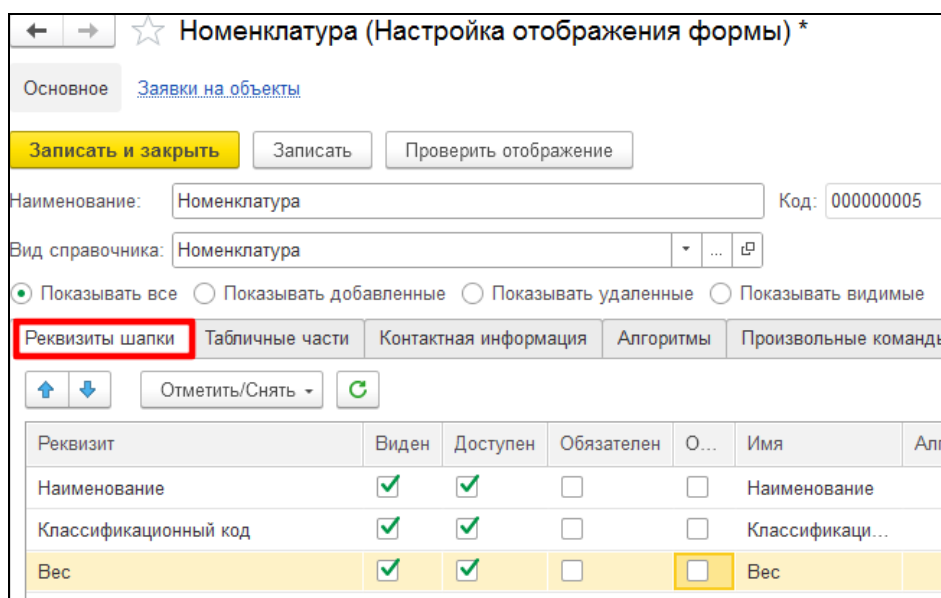 Номенклатура (Настройка отображения формы) *
Основное Заявки на объекты
Записать и закрыть Записать Проверить отображение
Наименование: Номенклатура Код: 000000005
Вид справочника: Номенклатура ...
Показывать все Показывать добавленные Показывать удаленные Показывать видимые
Реквизиты шапки Табличные части Контактная информация Алгоритмы Произвольные команды
Отметить/Снять
Реквизит Виден Доступен Обязателен О... Имя
Наименование Наименование
Классификационный код Классификаци...
Вес Вес